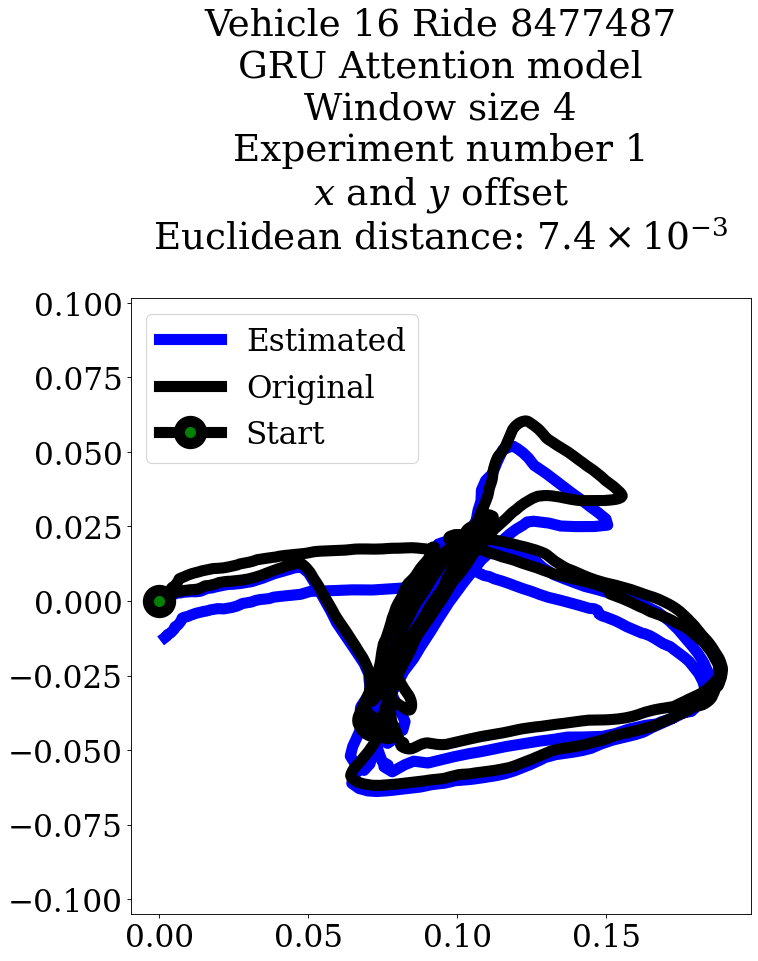 Vehicle 16 Ride 8477487
GRU Attention model
Window size 4
Experiment number 1
x and y offset
Euclidean distance: 7.4 × 10⁻³
0.100
0.075
0.050
0.025
0.000
−0.025
−0.050
−0.075
−0.100
Estimated
Original
Start
0.00 0.05 0.10 0.15